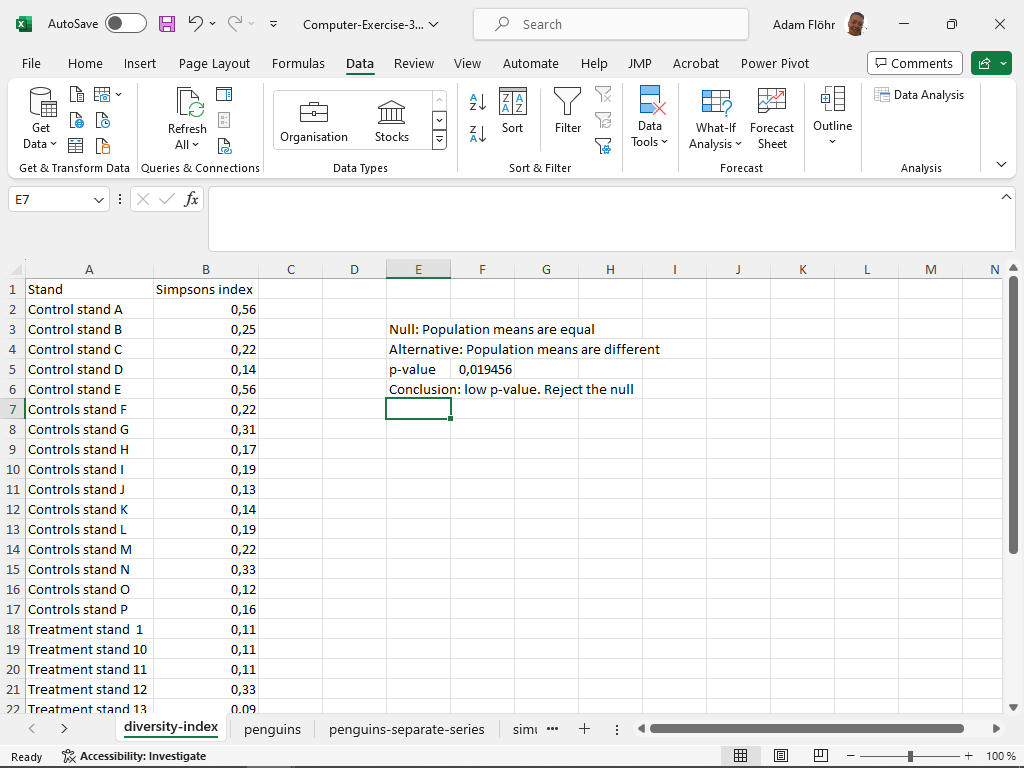 AutoSave
Computer-Exercise-3...
Search
Adam Flöhr
File Home Insert Page Layout Formulas Data Review View Automate Help JMP Acrobat Power Pivot
Comments
Get Data
Refresh All
Organisation
Stocks
Sort
Filter
Data Tools
What-If Analysis
Forecast Sheet
Outline
Data Analysis
Get & Transform Data Queries & Connections Data Types Sort & Filter Forecast Analysis
E7
fx
A B C D E F G H I J K L M N
1 Stand Simpsons index
2 Control stand A 0,56
3 Control stand B 0,25 Null: Population means are equal
4 Control stand C 0,22 Alternative: Population means are different
5 Control stand D 0,14 p-value 0,019456
6 Control stand E 0,56 Conclusion: low p-value. Reject the null
7 Controls stand F 0,22
8 Controls stand G 0,31
9 Controls stand H 0,17
10 Controls stand I 0,19
11 Controls stand J 0,13
12 Controls stand K 0,14
13 Controls stand L 0,19
14 Controls stand M 0,22
15 Controls stand N 0,33
16 Controls stand O 0,12
17 Controls stand P 0,16
18 Treatment stand 1 0,11
19 Treatment stand 10 0,11
20 Treatment stand 11 0,11
21 Treatment stand 12 0,33
22 Treatment stand 13 0,09
diversity-index penguins penguins-separate-series simu ...
Ready
Accessibility: Investigate
100 %